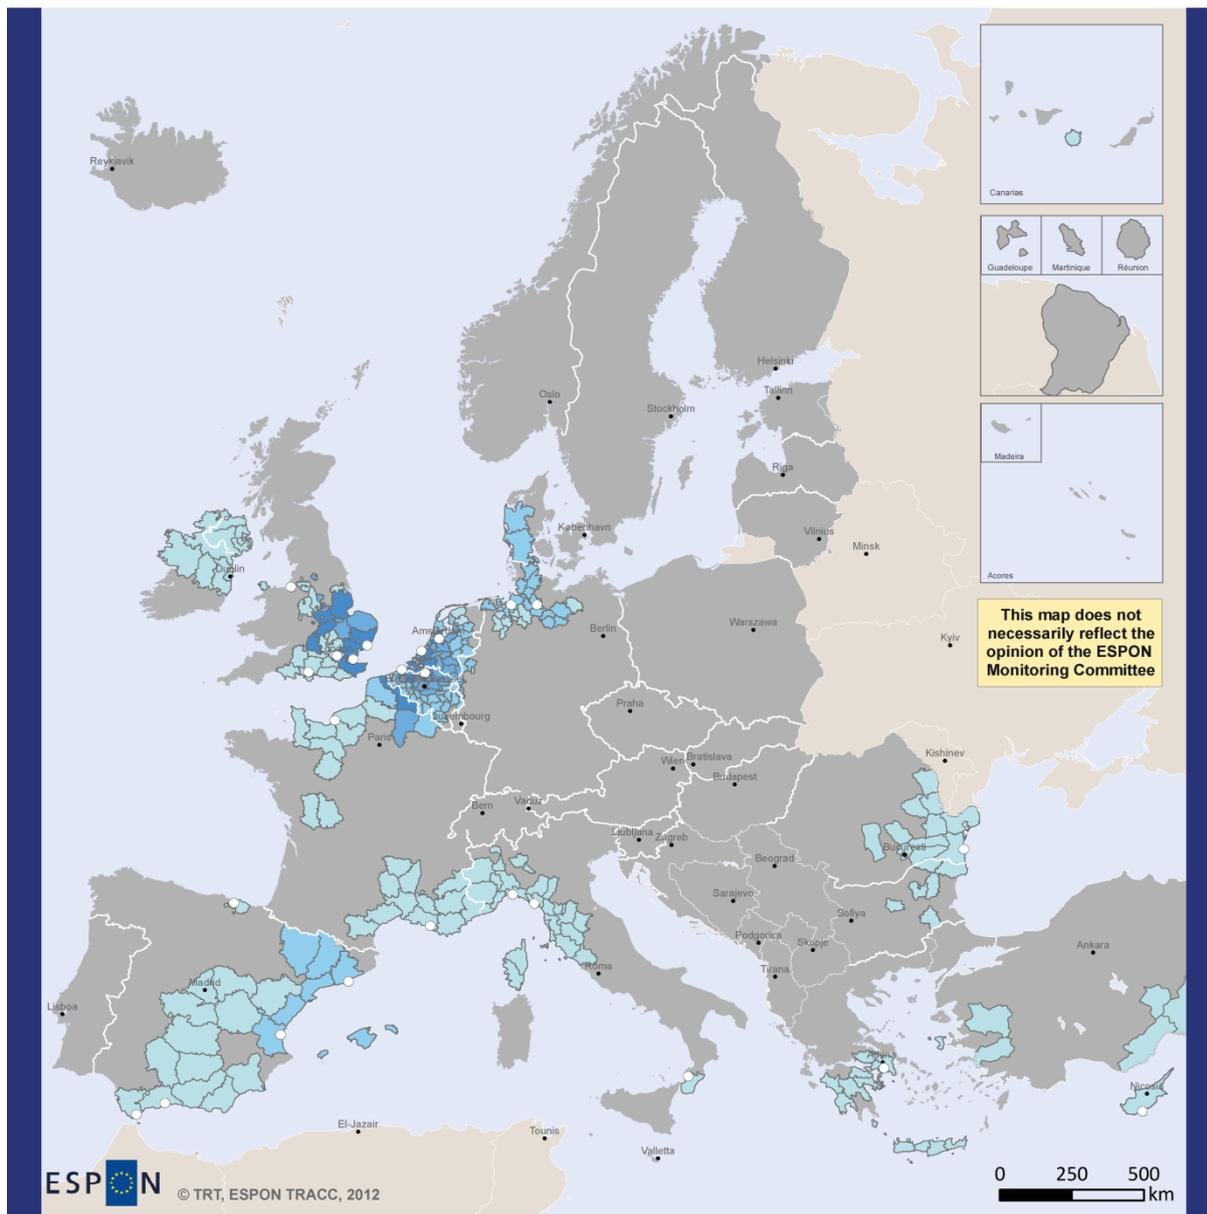 Canarias
Reykjavik
Guadeloupe
Martinique
Réunion
Helsinki
Tallinn
Oslo
Stockholm
Madeira
Riga
København
Vilnius
Minsk
Dublin
Acores
This map does not
necessarily reflect the
opinion of the ESPON
Monitoring Committee
Amsterdam
Berlin
Warszawa
Kyiv
Praha
Luxembourg
Paris
Kishinev
Wien
Bratislava
Budapest
Bern
Vaduz
Ljubljana
Zagreb
Bucuresti
Beograd
Sarajevo
Sofiya
Podgorica
Skopje
Ankara
Tirana
Roma
Madrid
Lisboa
Athina
Nicosia
El-Jazair
Tounis
Valletta
0 250 500
km
ESPON
© TRT, ESPON TRACC, 2012